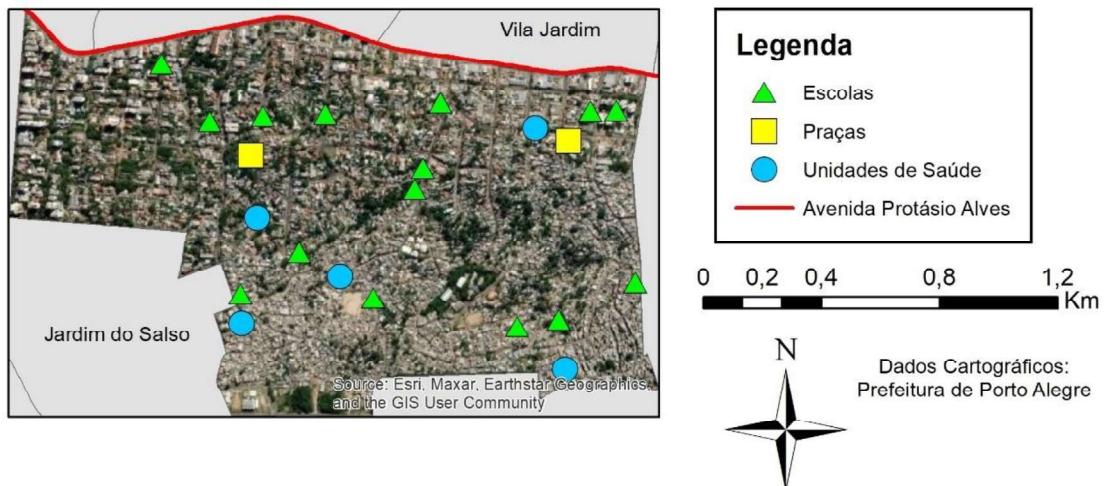 Vila Jardim
Jardim do Salso
Source: Esri, Maxar, Earthstar Geographics,
and the GIS User Community
Legenda
Escolas
Praças
Unidades de Saúde
Avenida Protásio Alves
0 0,2 0,4 0,8 1,2
Km
N
Dados Cartográficos:
Prefeitura de Porto Alegre